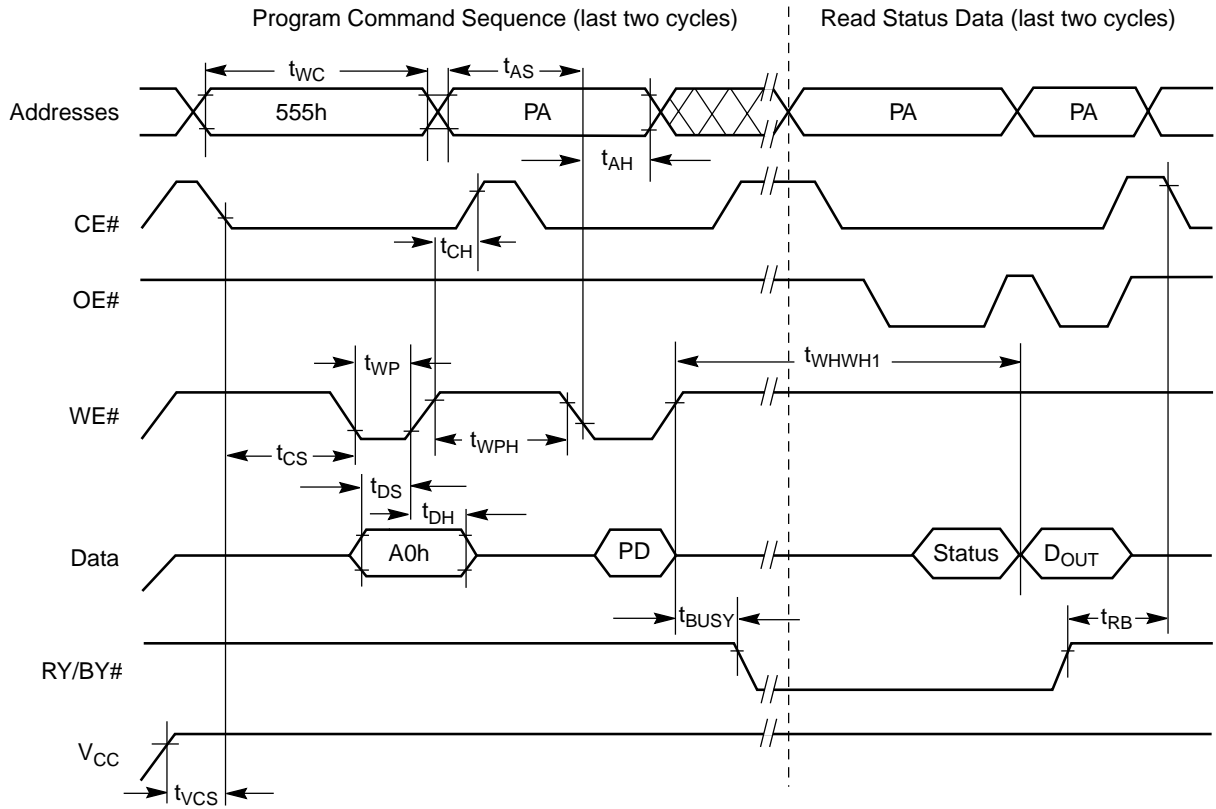 Program Command Sequence (last two cycles) Read Status Data (last two cycles)
tWC tAS
Addresses 555h PA PA PA
tAH
CE#
tCH
OE#
tWP tWHWH1
WE#
tCS tWPH
tDS
tDH
Data A0h PD Status DOUT
tBUSY tRB
RY/BY#
VCC
tVCS